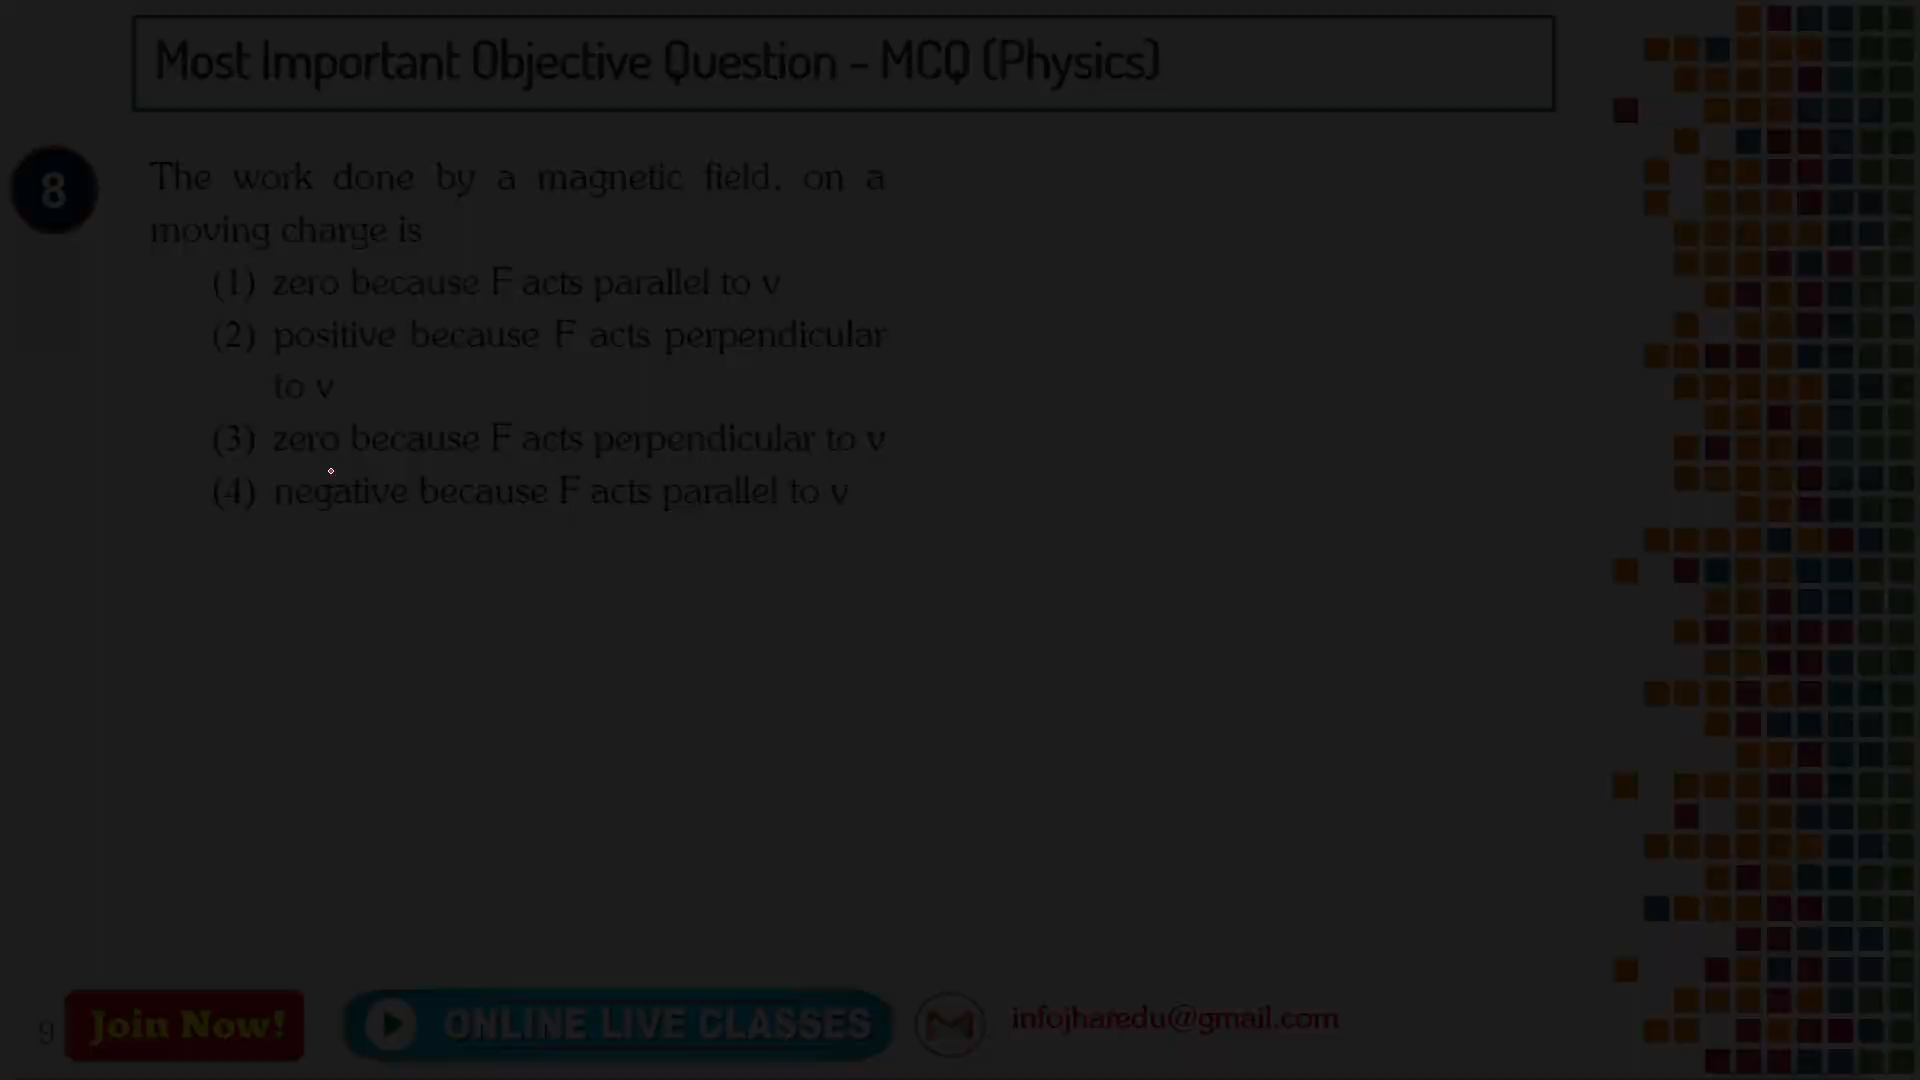 Most Important Objective Question - MCQ (Physics)
8
The work done by a magnetic field, on a
moving charge is
(1) zero because F acts parallel to v
(2) positive because F acts perpendicular
to v
(3) zero because F acts perpendicular to v
(4) negative because F acts parallel to v
9
Join Now!
ONLINE LIVE CLASSES
infojharedu@gmail.com